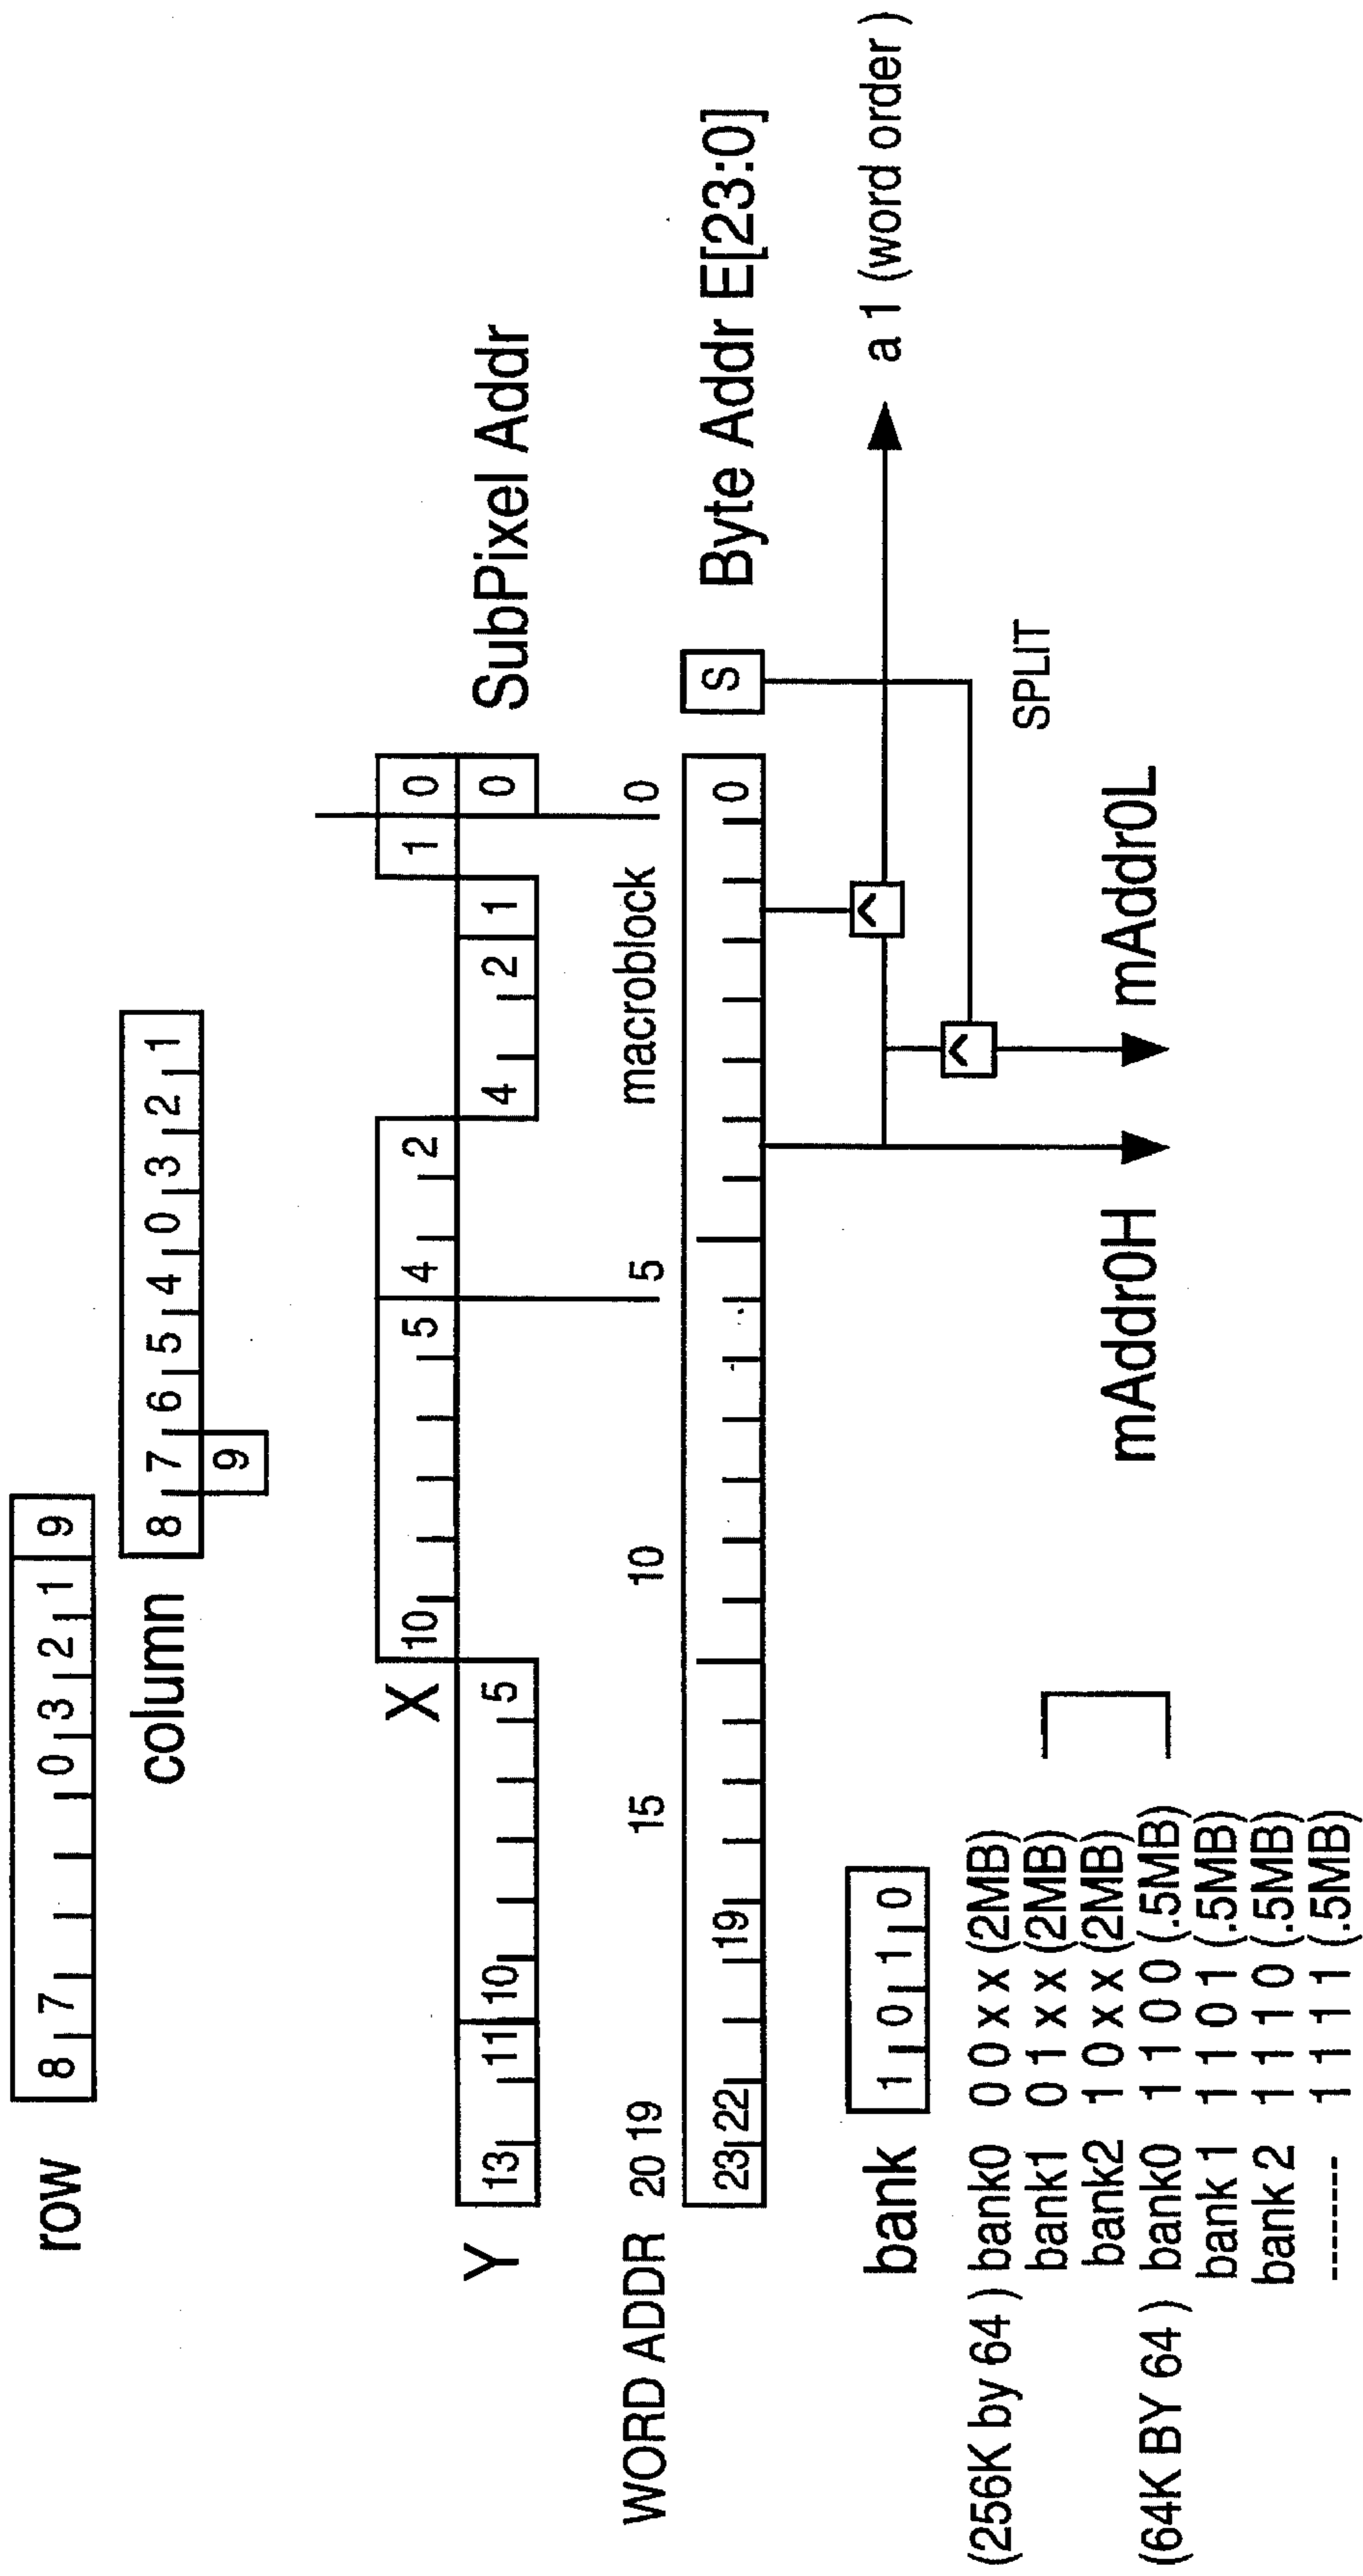 row 8 7 0 3 2 1 9
column 8 7 6 5 4 0 3 2 1
9
X 10 5 4 2 1 0
Y 13 11 10 5 4 2 1 0 SubPixel Addr
WORD ADDR 20 19 15 10 5 macroblock 0
23 22 19 0 S Byte Addr E[23:0]
bank 1 0 1 0
< a 1 (word order )
(256K by 64 ) bank0 0 0 x x (2MB)
<
bank1 0 1 x x (2MB) SPLIT
bank2 1 0 x x (2MB)
mAddr0H mAddr0L
(64K BY 64 ) bank0 1 1 0 0 (.5MB)
bank 1 1 1 0 1 (.5MB)
bank 2 1 1 1 0 (.5MB)
------- 1 1 1 1 (.5MB)